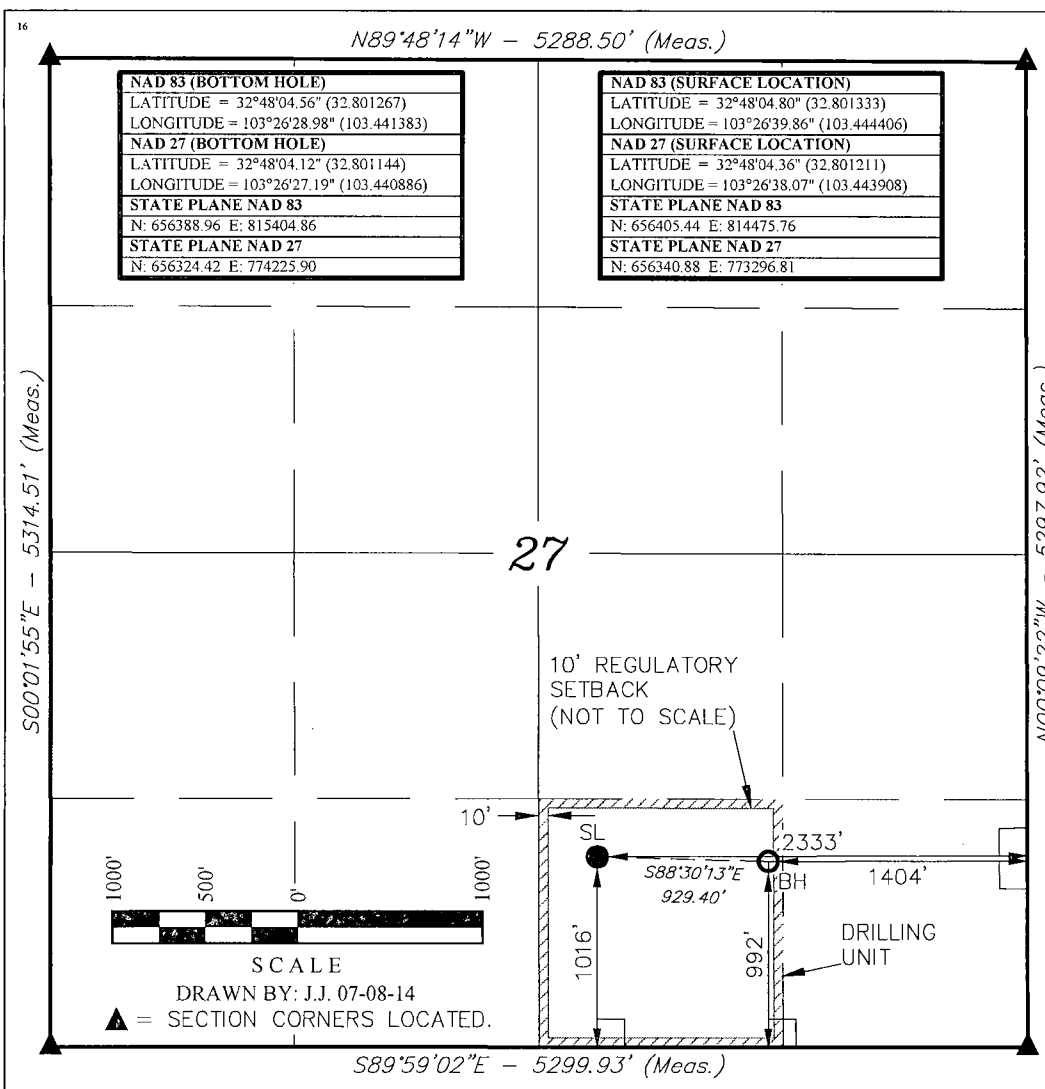 16
N89°48'14"W – 5288.50' (Meas.)
NAD 83 (BOTTOM HOLE)
LATITUDE = 32°48'04.56" (32.801267)
LONGITUDE = 103°26'28.98" (103.441383)
NAD 27 (BOTTOM HOLE)
LATITUDE = 32°48'04.12" (32.801144)
LONGITUDE = 103°26'27.19" (103.440886)
STATE PLANE NAD 83
N: 656388.96 E: 815404.86
STATE PLANE NAD 27
N: 656324.42 E: 774225.90
NAD 83 (SURFACE LOCATION)
LATITUDE = 32°48'04.80" (32.801333)
LONGITUDE = 103°26'39.86" (103.444406)
NAD 27 (SURFACE LOCATION)
LATITUDE = 32°48'04.36" (32.801211)
LONGITUDE = 103°26'38.07" (103.443908)
STATE PLANE NAD 83
N: 656405.44 E: 814475.76
STATE PLANE NAD 27
N: 656340.88 E: 773296.81
S00°01'55"E – 5314.51' (Meas.)
27
10' REGULATORY
SETBACK
(NOT TO SCALE)
10'
SL
2333'
S88°30'13"E
929.40'
BH
1404'
1016'
992'
DRILLING
UNIT
1000'
500'
0'
1000'
SCALE
DRAWN BY: J.J. 07-08-14
▲ = SECTION CORNERS LOCATED.
S89°59'02"E – 5299.93' (Meas.)